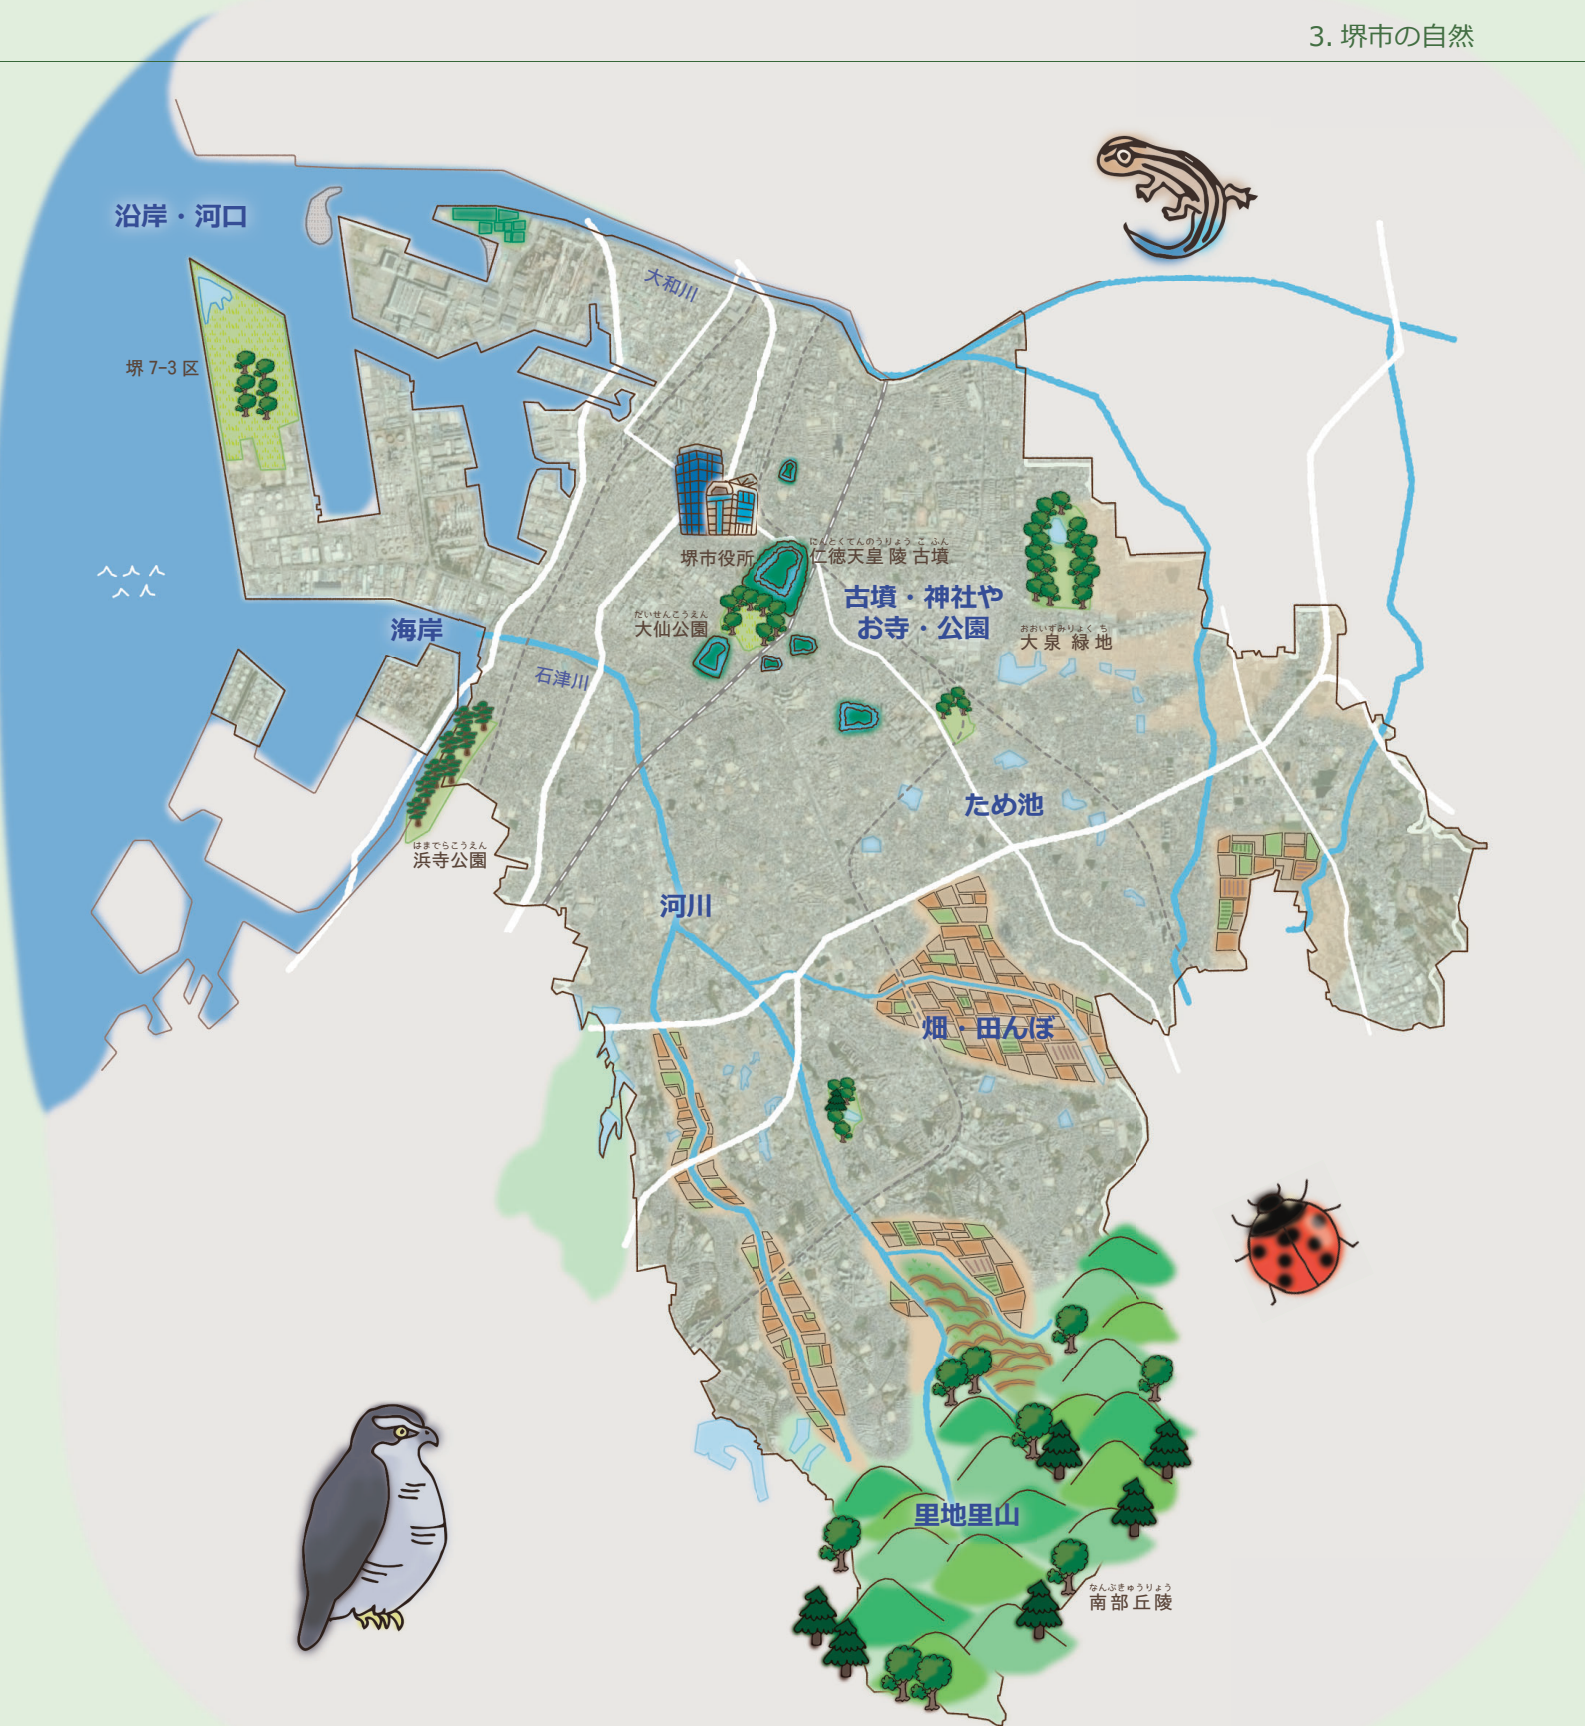 3. 堺市の自然
沿岸・河口
大和川
堺 7-3 区
堺市役所
にんとくてんのうりょう こ ふん
仁徳天皇 陵 古墳
古墳・神社や
お寺・公園
だいせんこうえん
大仙公園
おおいずみりょく ち
大 泉 緑 地
海岸
石津川
はまでらこうえん
浜寺公園
ため池
河川
畑・田んぼ
里地里山
なんぶきゅうりょう
南部丘陵